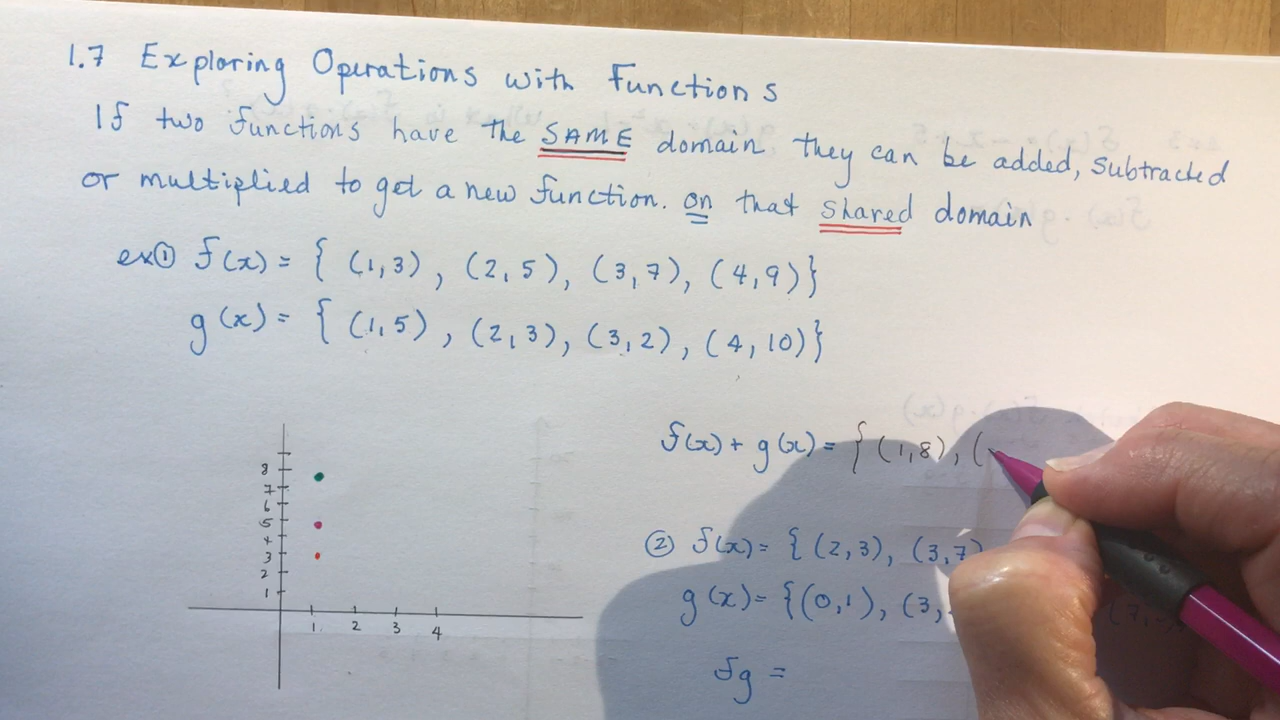 1.7 Exploring Operations with Functions
If two functions have the SAME domain they can be added, subtracted
or multiplied to get a new function. on that shared domain
ex① f(x) = { (1,3), (2,5), (3,7), (4,9)}
g(x) = { (1,5), (2,3), (3,2), (4,10)}
f(x) + g(x) = { (1,8), (
8
7
6
5
4
3
2
1
1 2 3 4
② f(x) = { (2,3), (3,7)
g(x) = {(0,1), (3,
fg =